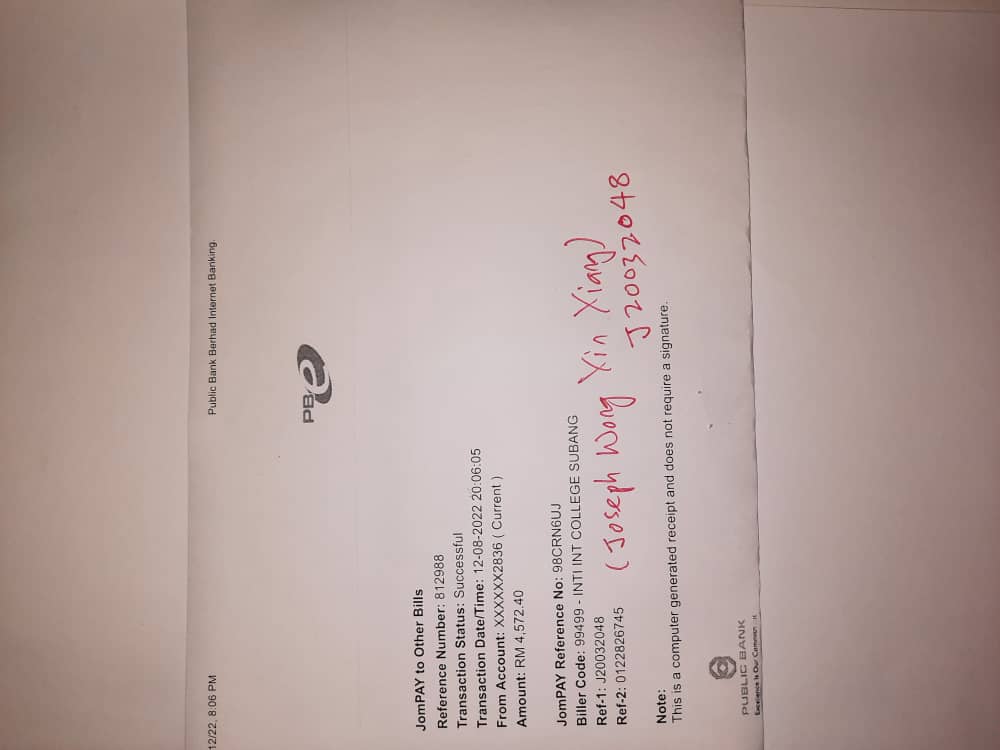 12/22, 8:06 PM Public Bank Berhad Internet Banking.
PB e
JomPAY to Other Bills
Reference Number: 812988
Transaction Status: Successful
Transaction Date/Time: 12-08-2022 20:06:05
From Account: XXXXXX2836 ( Current )
Amount: RM 4,572.40
JomPAY Reference No: 98CRN6UJ
Biller Code: 99499 - INTI INT COLLEGE SUBANG
Ref-1: J20032048
Ref-2: 0122826745
(Joseph Wong Yin Xiang)
J20032048
Note:
This is a computer generated receipt and does not require a signature.
PUBLIC BANK
Excellence Is Our